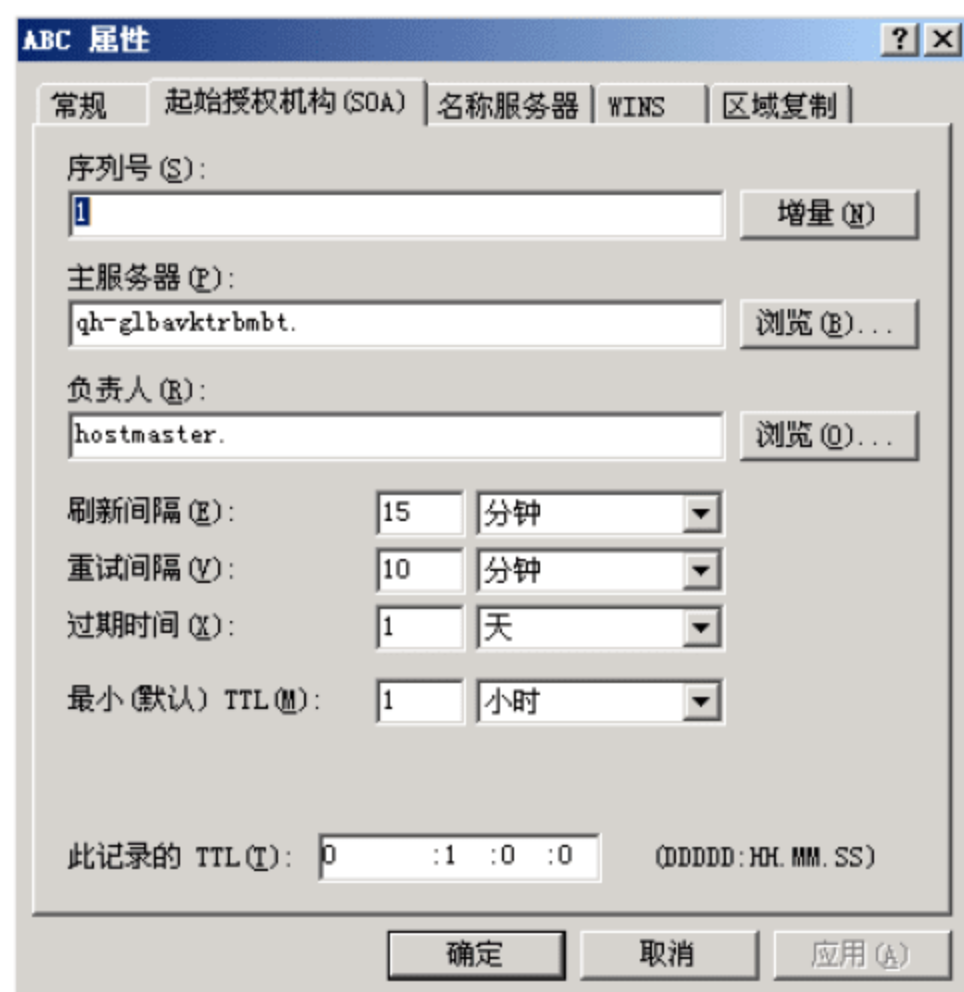 ABC 属性
常规 起始授权机构(SOA) 名称服务器 WINS 区域复制
序列号(S):
1 增量(N)
主服务器(P):
qh-glbavktrbmbt. 浏览(B)...
负责人(R):
hostmaster. 浏览(O)...
刷新间隔(E): 15 分钟
重试间隔(V): 10 分钟
过期时间(X): 1 天
最小(默认) TTL(M): 1 小时
此记录的 TTL(T): 0 :1 :0 :0 (DDDDD:HH.MM.SS)
确定 取消 应用(A)